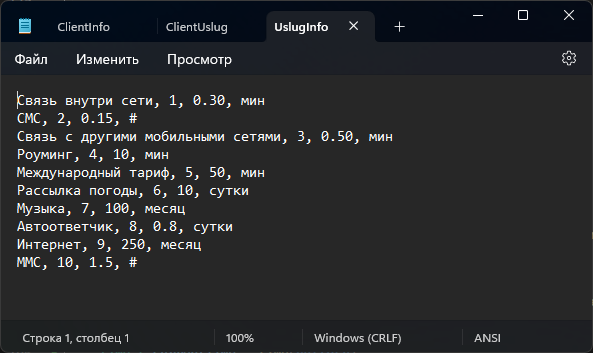 ClientInfo
ClientUslug
UslugInfo
Файл
Изменить
Просмотр
Связь внутри сети, 1, 0.30, мин
СМС, 2, 0.15, #
Связь с другими мобильными сетями, 3, 0.50, мин
Роуминг, 4, 10, мин
Международный тариф, 5, 50, мин
Рассылка погоды, 6, 10, сутки
Музыка, 7, 100, месяц
Автоответчик, 8, 0.8, сутки
Интернет, 9, 250, месяц
ММС, 10, 1.5, #
Строка 1, столбец 1
100%
Windows (CRLF)
ANSI